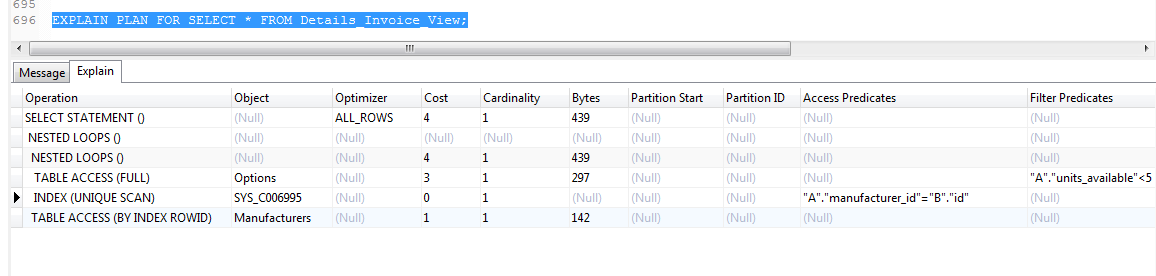 695
696 EXPLAIN PLAN FOR SELECT * FROM Details_Invoice_View;
Message Explain
Operation Object Optimizer Cost Cardinality Bytes Partition Start Partition ID Access Predicates Filter Predicates
SELECT STATEMENT () (Null) ALL_ROWS 4 1 439 (Null) (Null) (Null) (Null)
NESTED LOOPS () (Null) (Null) (Null) (Null) (Null) (Null) (Null) (Null) (Null)
NESTED LOOPS () (Null) (Null) 4 1 439 (Null) (Null) (Null) (Null)
TABLE ACCESS (FULL) Options (Null) 3 1 297 (Null) (Null) (Null) "A"."units_available"<5
INDEX (UNIQUE SCAN) SYS_C006995 (Null) 0 1 (Null) (Null) (Null) "A"."manufacturer_id"="B"."id" (Null)
TABLE ACCESS (BY INDEX ROWID) Manufacturers (Null) 1 1 142 (Null) (Null) (Null) (Null)